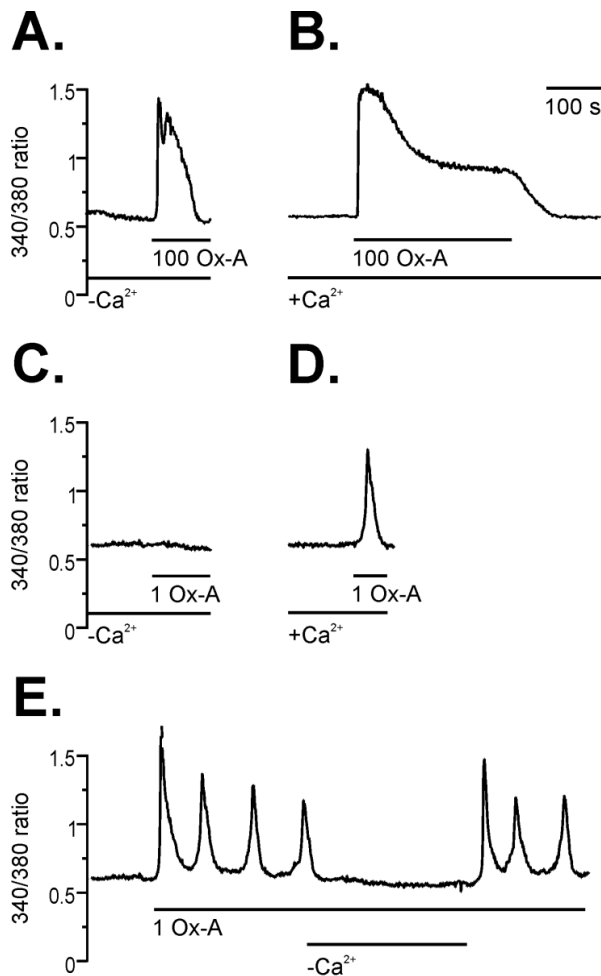 A.
B.
1.5
1
0.5
0
340/380 ratio
100 s
100 Ox-A
100 Ox-A
-Ca²⁺
+Ca²⁺
C.
D.
1.5
1
0.5
0
340/380 ratio
1 Ox-A
1 Ox-A
-Ca²⁺
+Ca²⁺
E.
1.5
1
0.5
0
340/380 ratio
1 Ox-A
-Ca²⁺